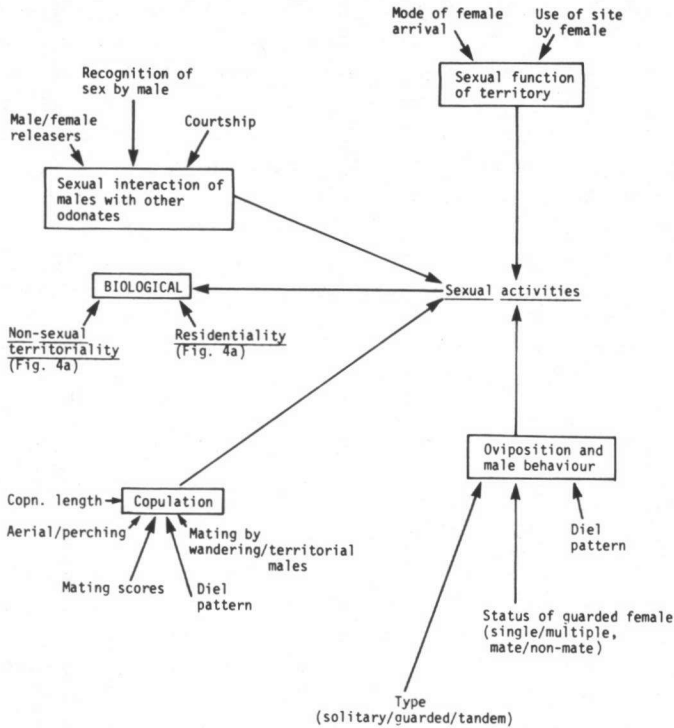 Mode of female
arrival
Use of site
by female
Sexual function
of territory
Recognition of
sex by male
Male/female
releasers
Courtship
Sexual interaction of
males with other
odonates
BIOLOGICAL
Sexual activities
Non-sexual
territoriality
(Fig. 4a)
Residentiality
(Fig. 4a)
Oviposition and
male behaviour
Copn. length
Copulation
Aerial/perching
Mating by
wandering/territorial
males
Mating scores
Diel
pattern
Diel
pattern
Status of guarded female
(single/multiple,
mate/non-mate)
Type
(solitary/guarded/tandem)